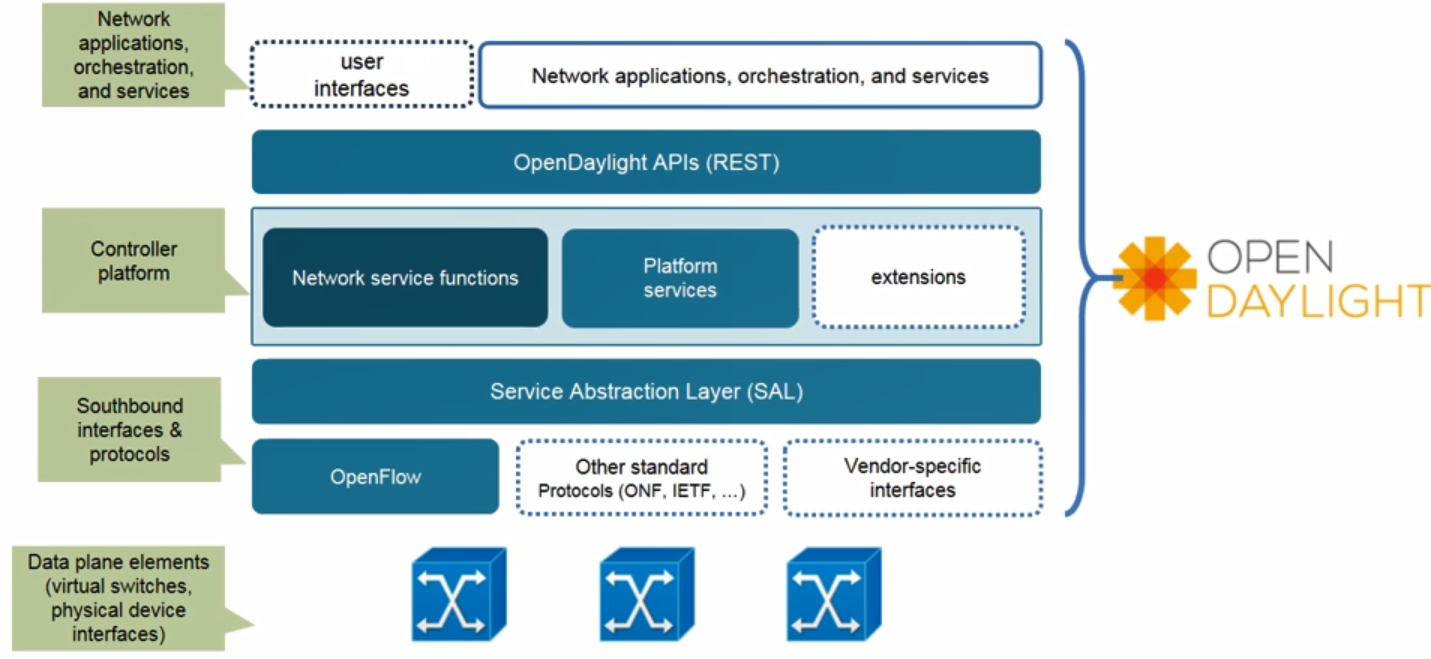 Network
applications,
orchestration,
and services
user
interfaces
Network applications, orchestration, and services
OpenDaylight APIs (REST)
Controller
platform
Network service functions
Platform
services
extensions
OPEN
DAYLIGHT
Service Abstraction Layer (SAL)
Southbound
interfaces &
protocols
OpenFlow
Other standard
Protocols (ONF, IETF, ...)
Vendor-specific
interfaces
Data plane elements
(virtual switches,
physical device
interfaces)